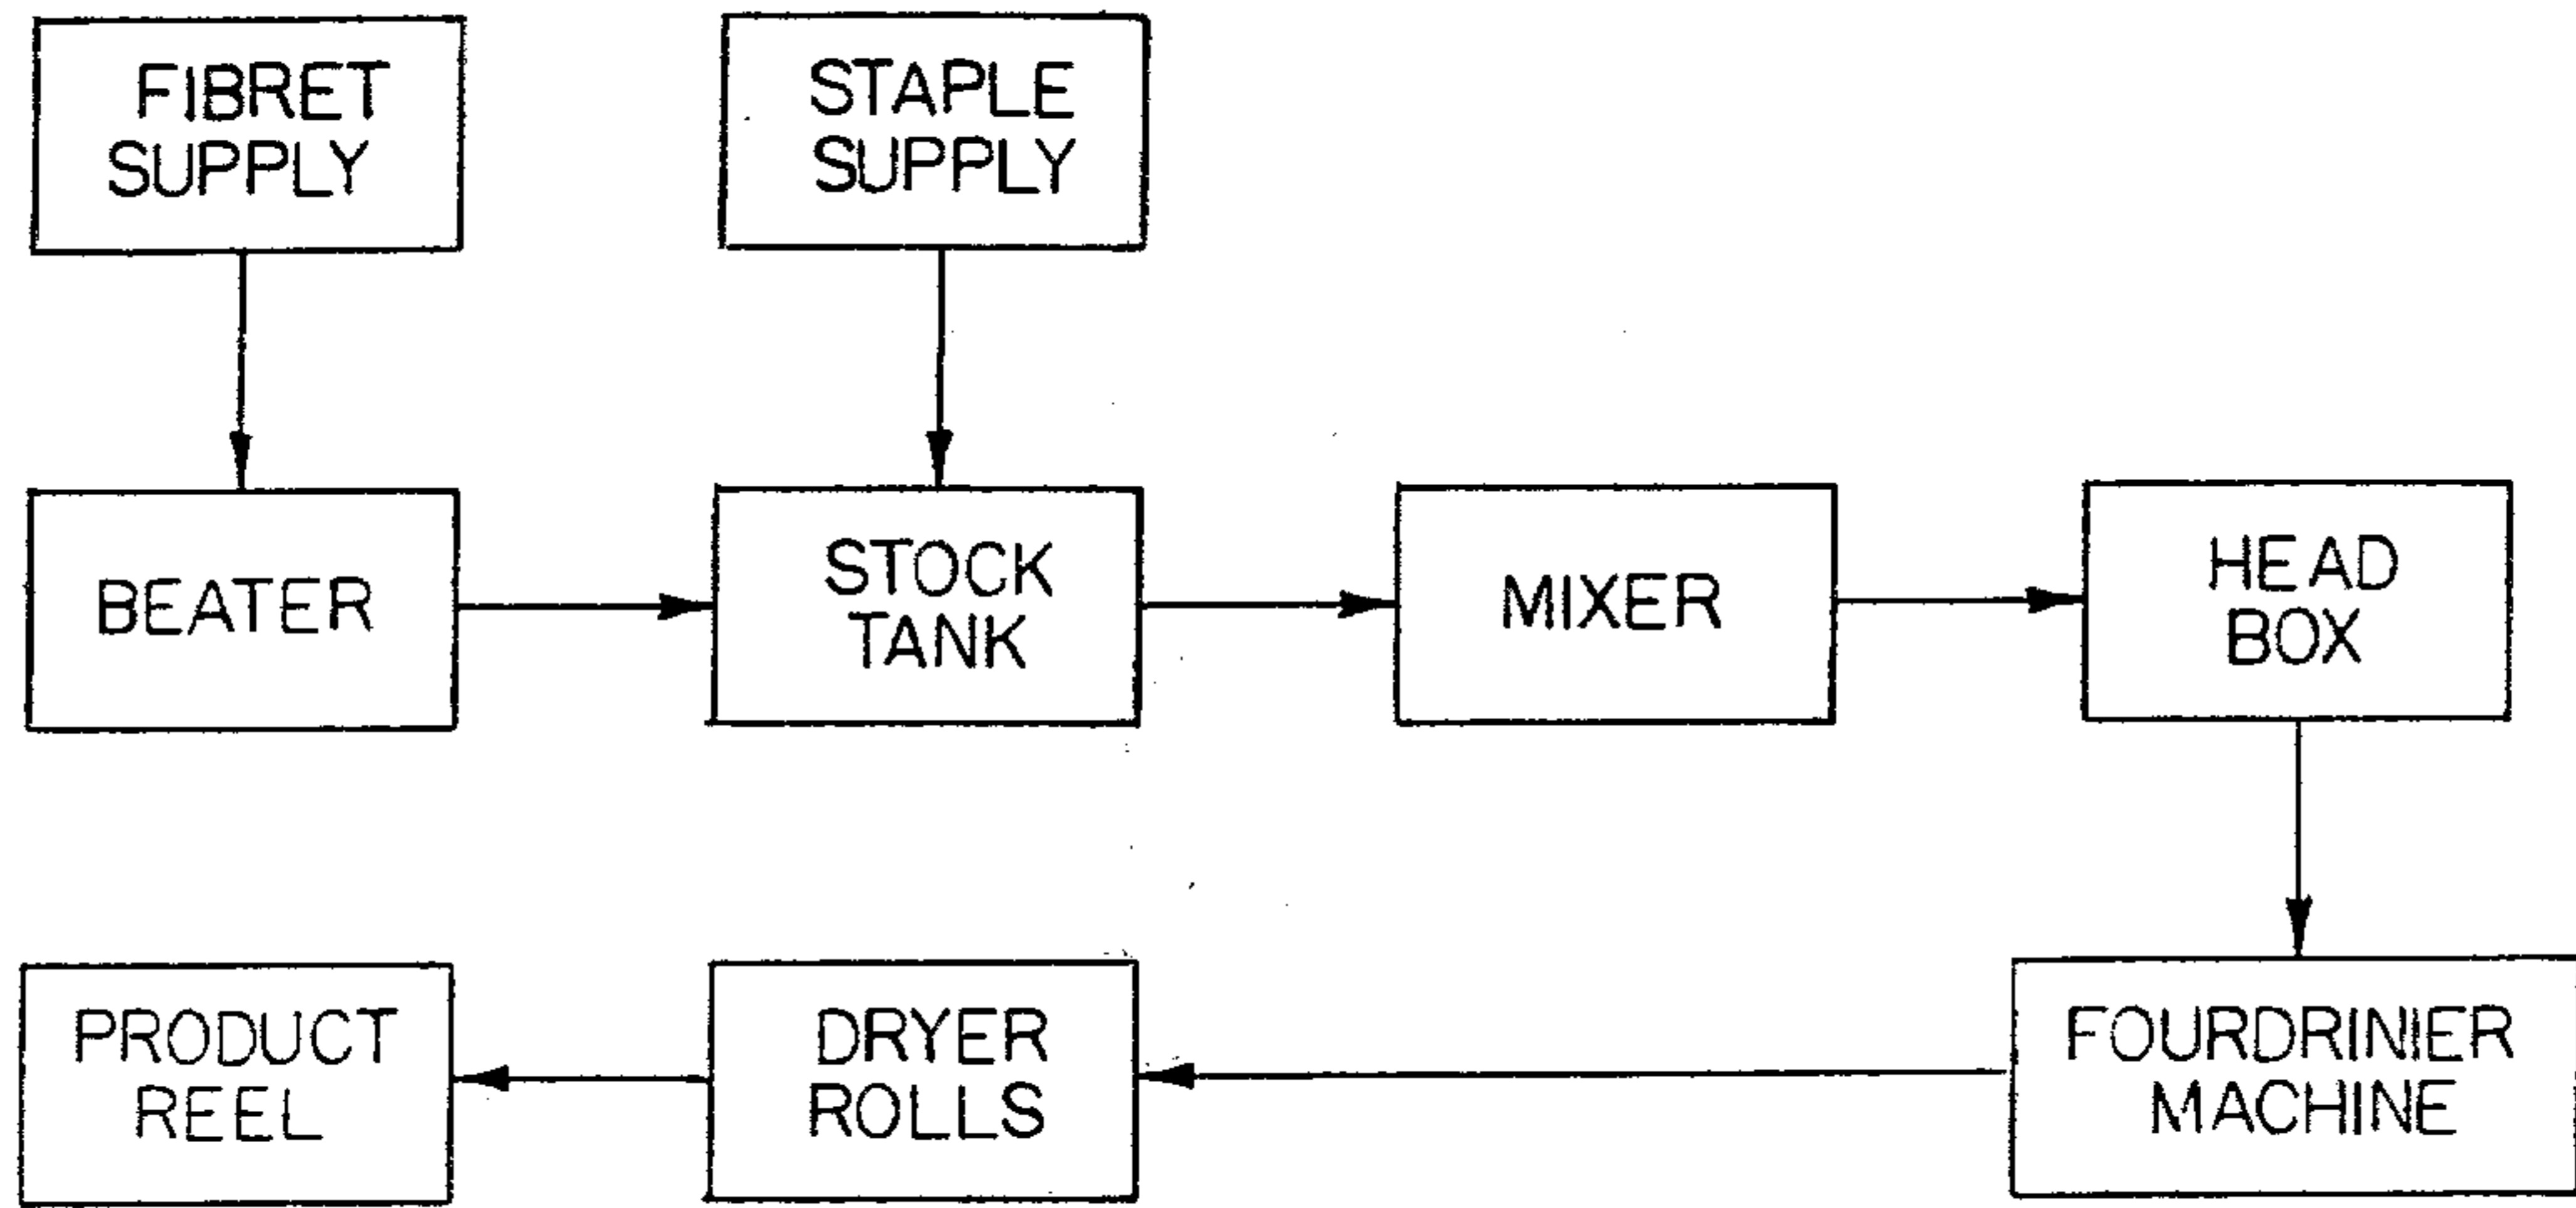 FIBRET
SUPPLY
STAPLE
SUPPLY
BEATER
STOCK
TANK
MIXER
HEAD
BOX
PRODUCT
REEL
DRYER
ROLLS
FOURDRINIER
MACHINE